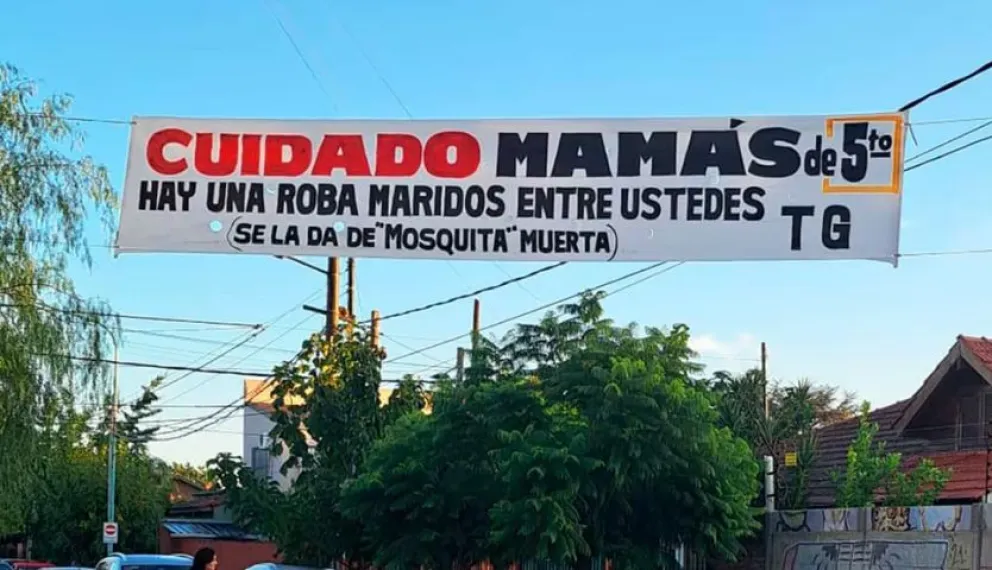 CUIDADO MAMÁS de 5to
HAY UNA ROBA MARIDOS ENTRE USTEDES
(SE LA DA DE "MOSQUITA" MUERTA)
TG